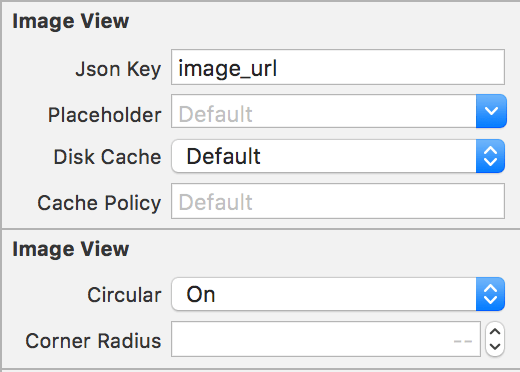 Image View
Json Key image_url
Placeholder Default
Disk Cache Default
Cache Policy Default
Image View
Circular On
Corner Radius --